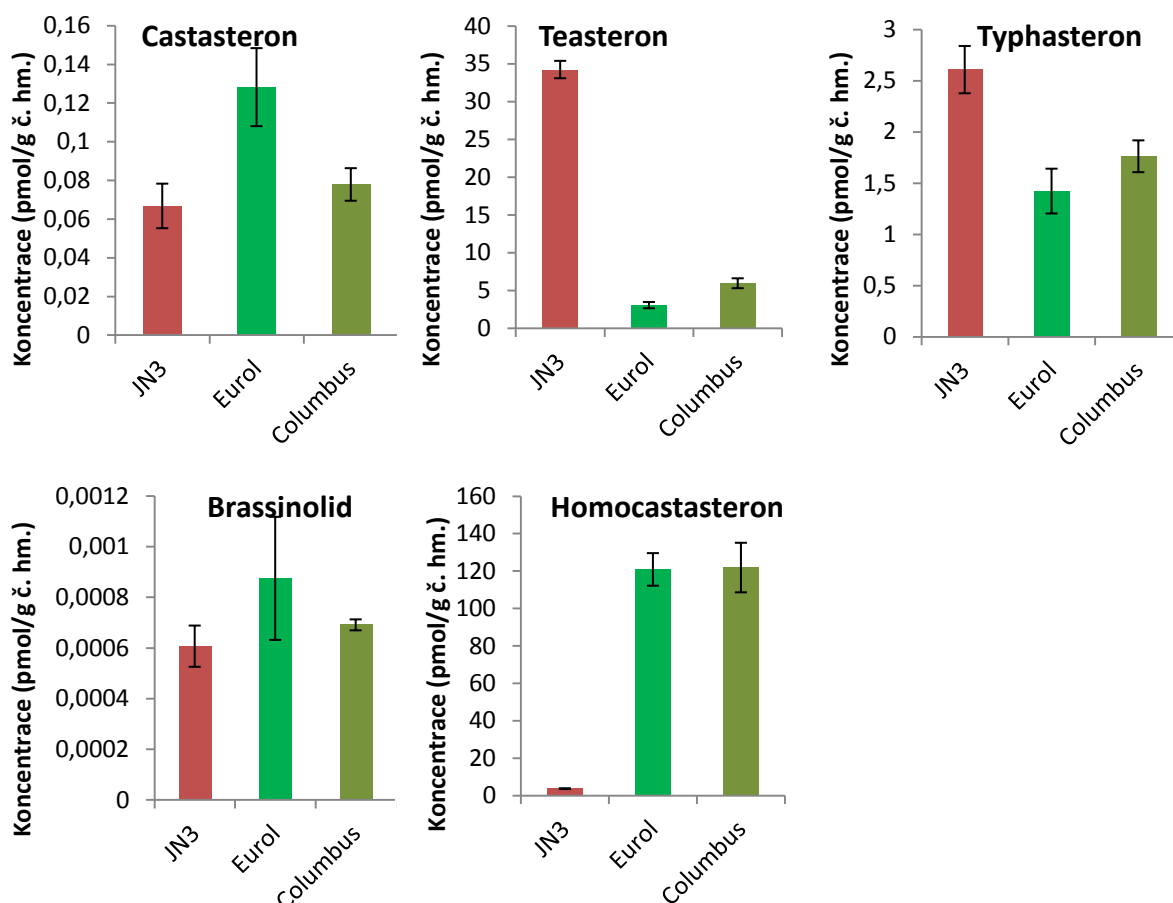 Castasteron
Koncentrace (pmol/g č. hm.)
0,16
0,14
0,12
0,1
0,08
0,06
0,04
0,02
0
JN3
Eurol
Columbus
Teasteron
Koncentrace (pmol/g č. hm.)
40
35
30
25
20
15
10
5
0
JN3
Eurol
Columbus
Typhasteron
Koncentrace (pmol/g č. hm.)
3
2,5
2
1,5
1
0,5
0
JN3
Eurol
Columbus
Brassinolid
Koncentrace (pmol/g č. hm.)
0,0012
0,001
0,0008
0,0006
0,0004
0,0002
0
JN3
Eurol
Columbus
Homocastasteron
Koncentrace (pmol/g č. hm.)
160
140
120
100
80
60
40
20
0
JN3
Eurol
Columbus